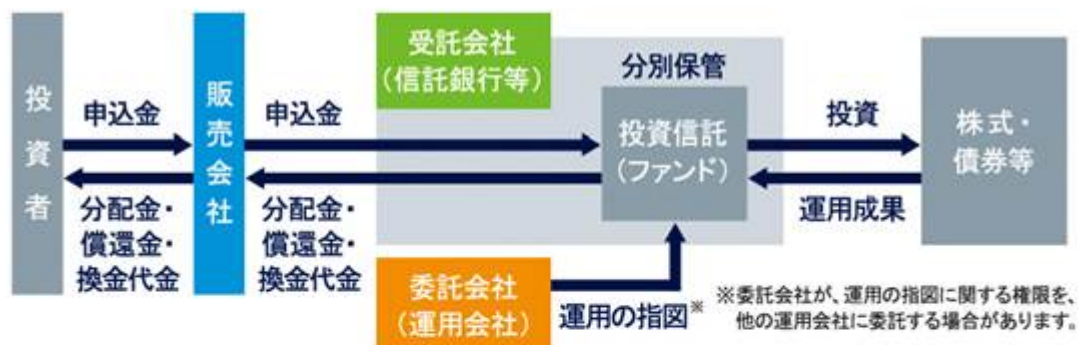 投資者
申込金
分配金・
償還金・
換金代金
販売会社
申込金
分配金・
償還金・
換金代金
受託会社
（信託銀行等）
分別保管
投資信託
（ファンド）
委託会社
（運用会社）
運用の指図※
投資
運用成果
株式・
債券等
※委託会社が、運用の指図に関する権限を、
他の運用会社に委託する場合があります。